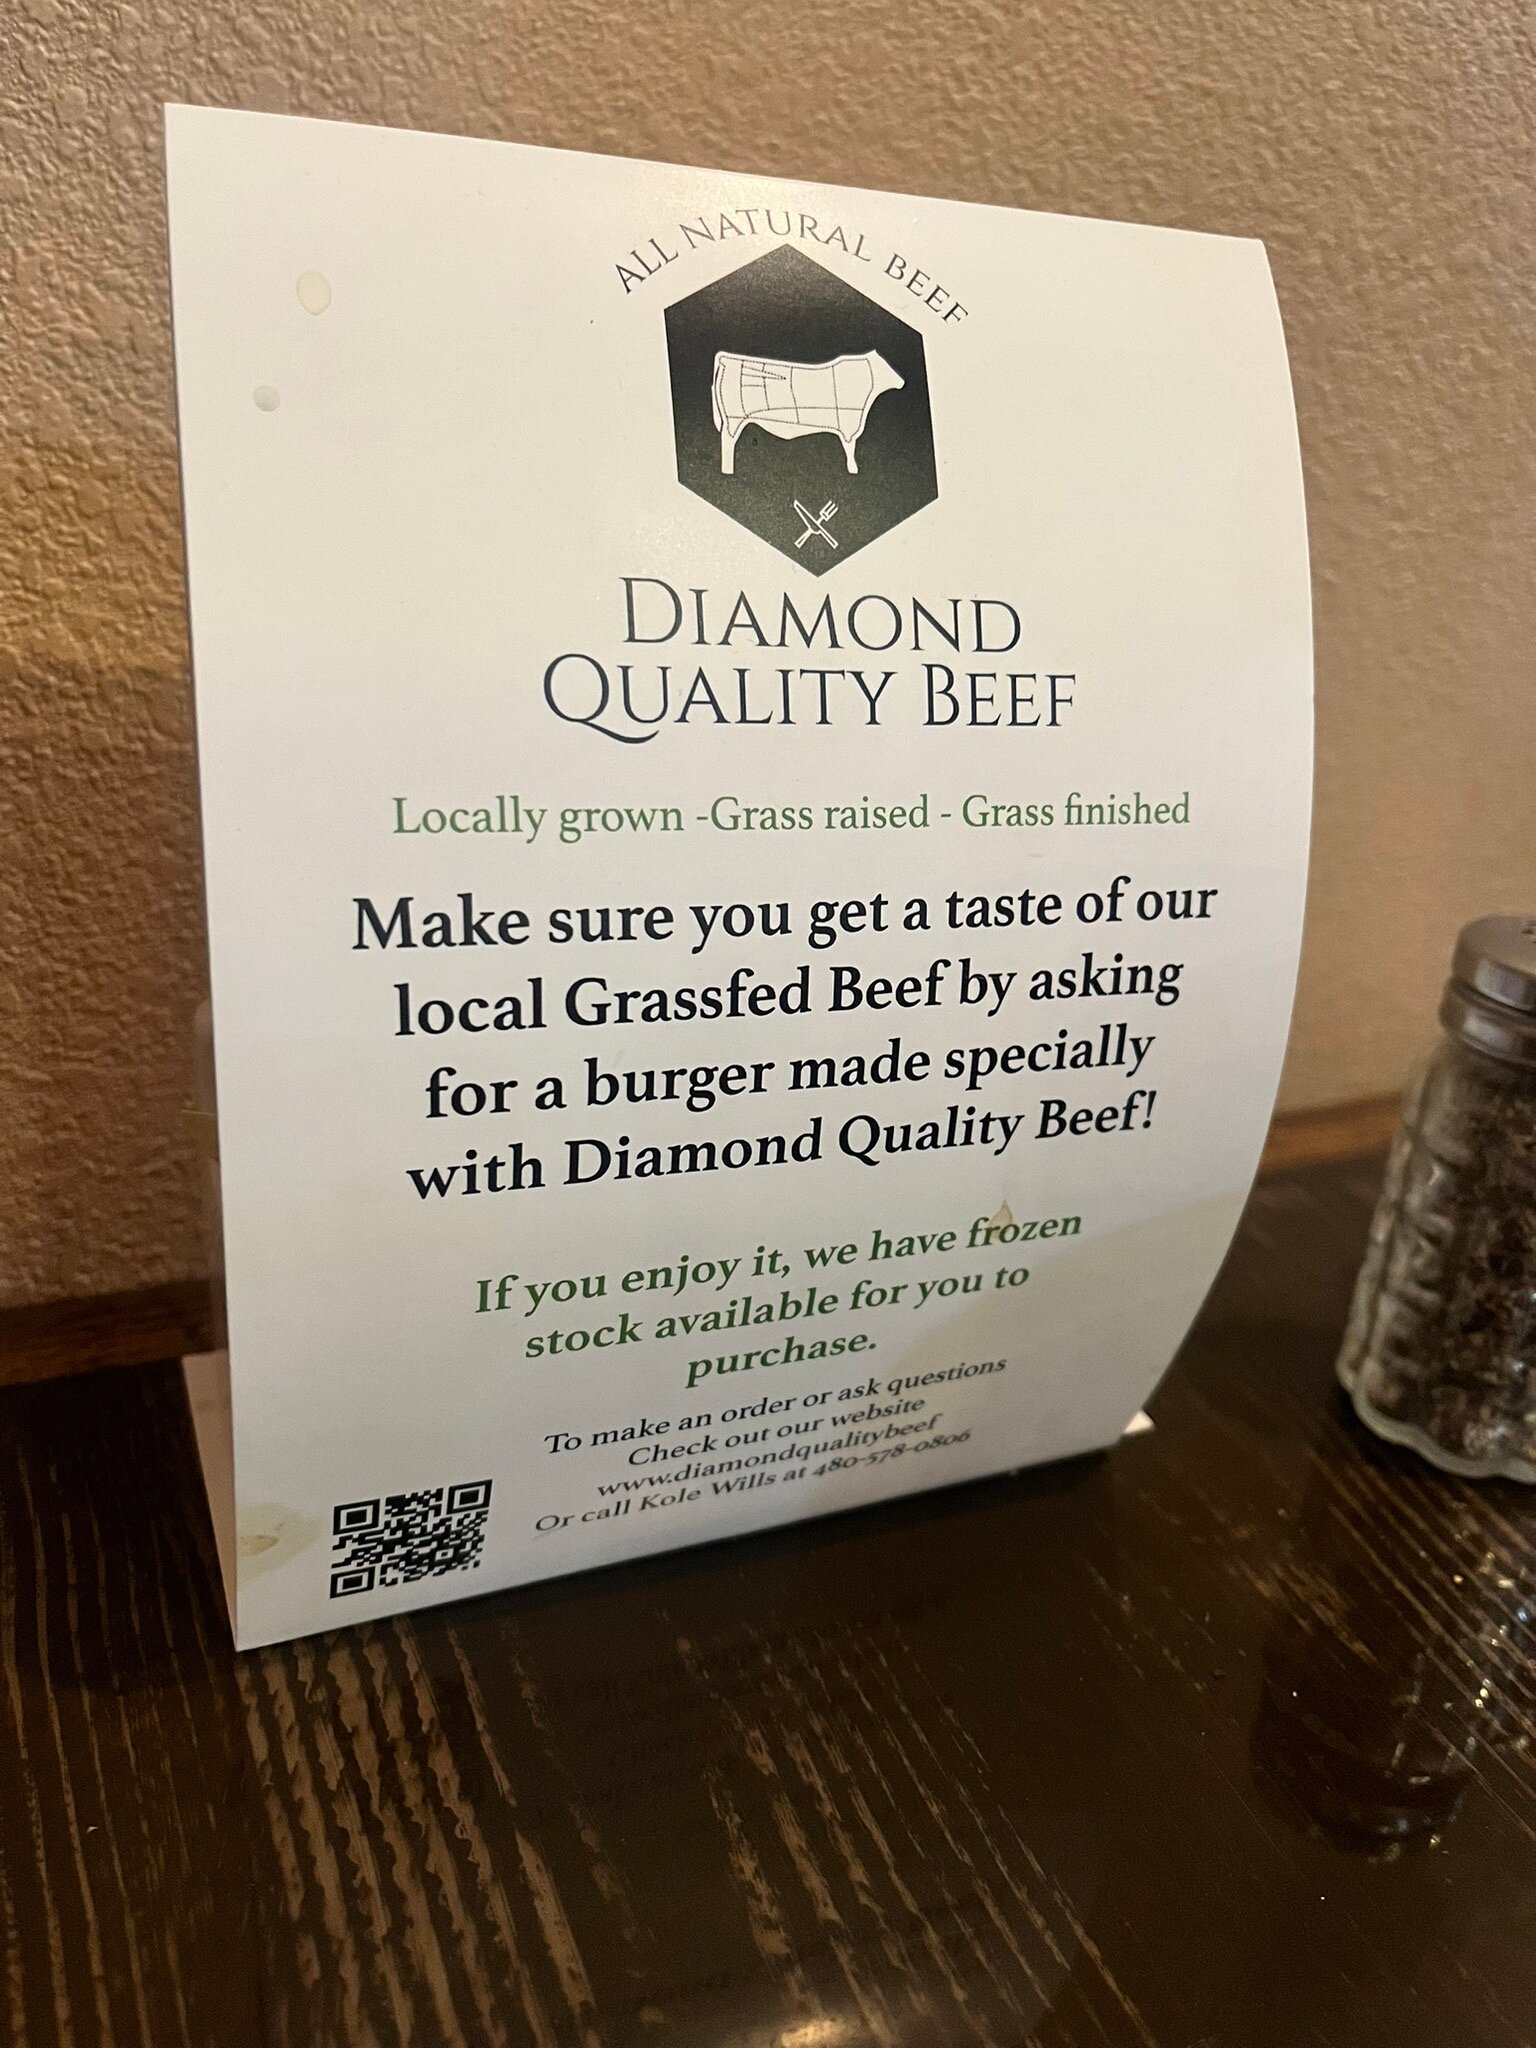 ALL NATURAL BEEF
DIAMOND
QUALITY BEEF
Locally grown -Grass raised - Grass finished
Make sure you get a taste of our
local Grassfed Beef by asking
for a burger made specially
with Diamond Quality Beef!
If you enjoy it, we have frozen
stock available for you to
purchase.
To make an order or ask questions
Check out our website
www.diamondqualitybeef
Or call Kole Wills at 480-578-0806